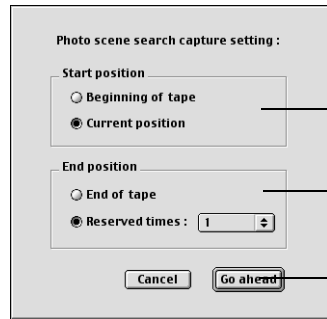 Photo scene search capture setting :
Start position
Beginning of tape
Current position
End position
End of tape
Reserved times : 1
Cancel Go ahead